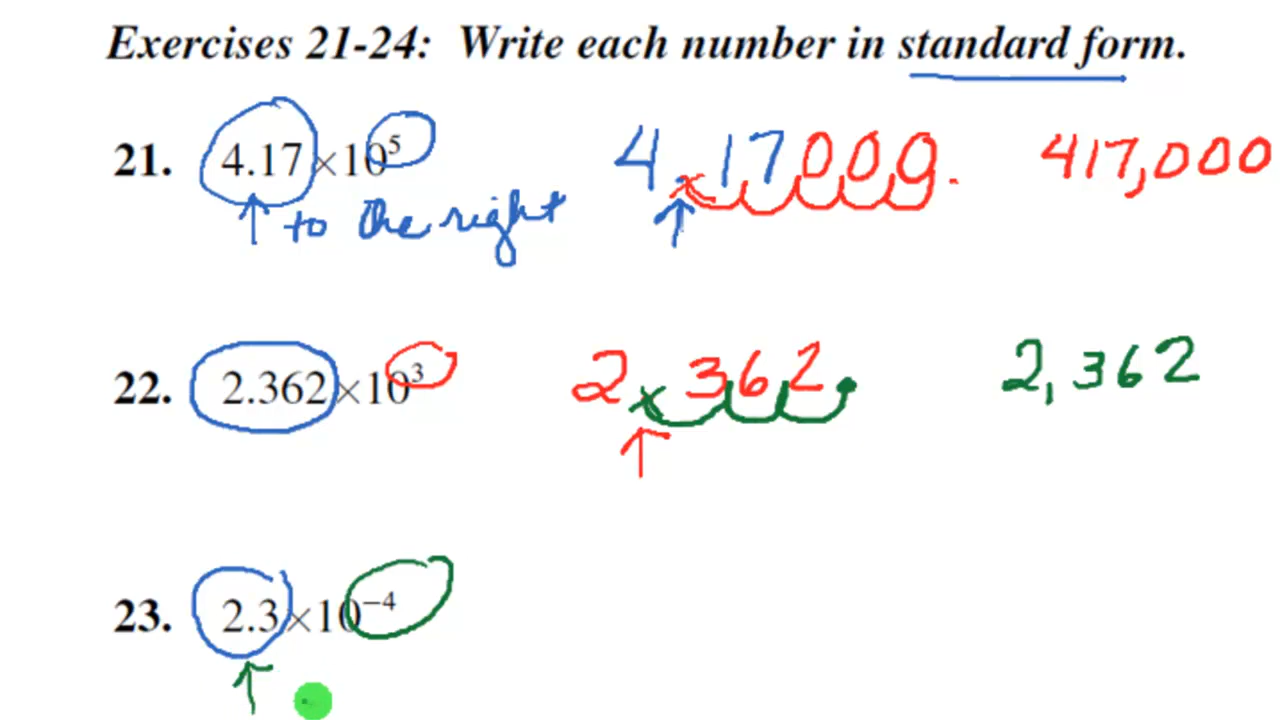 Exercises 21-24: Write each number in standard form.
21. 4.17×10⁵ 4.17000. 417,000
to the right
22. 2.362×10³ 2.362. 2,362
23. 2.3×10⁻⁴